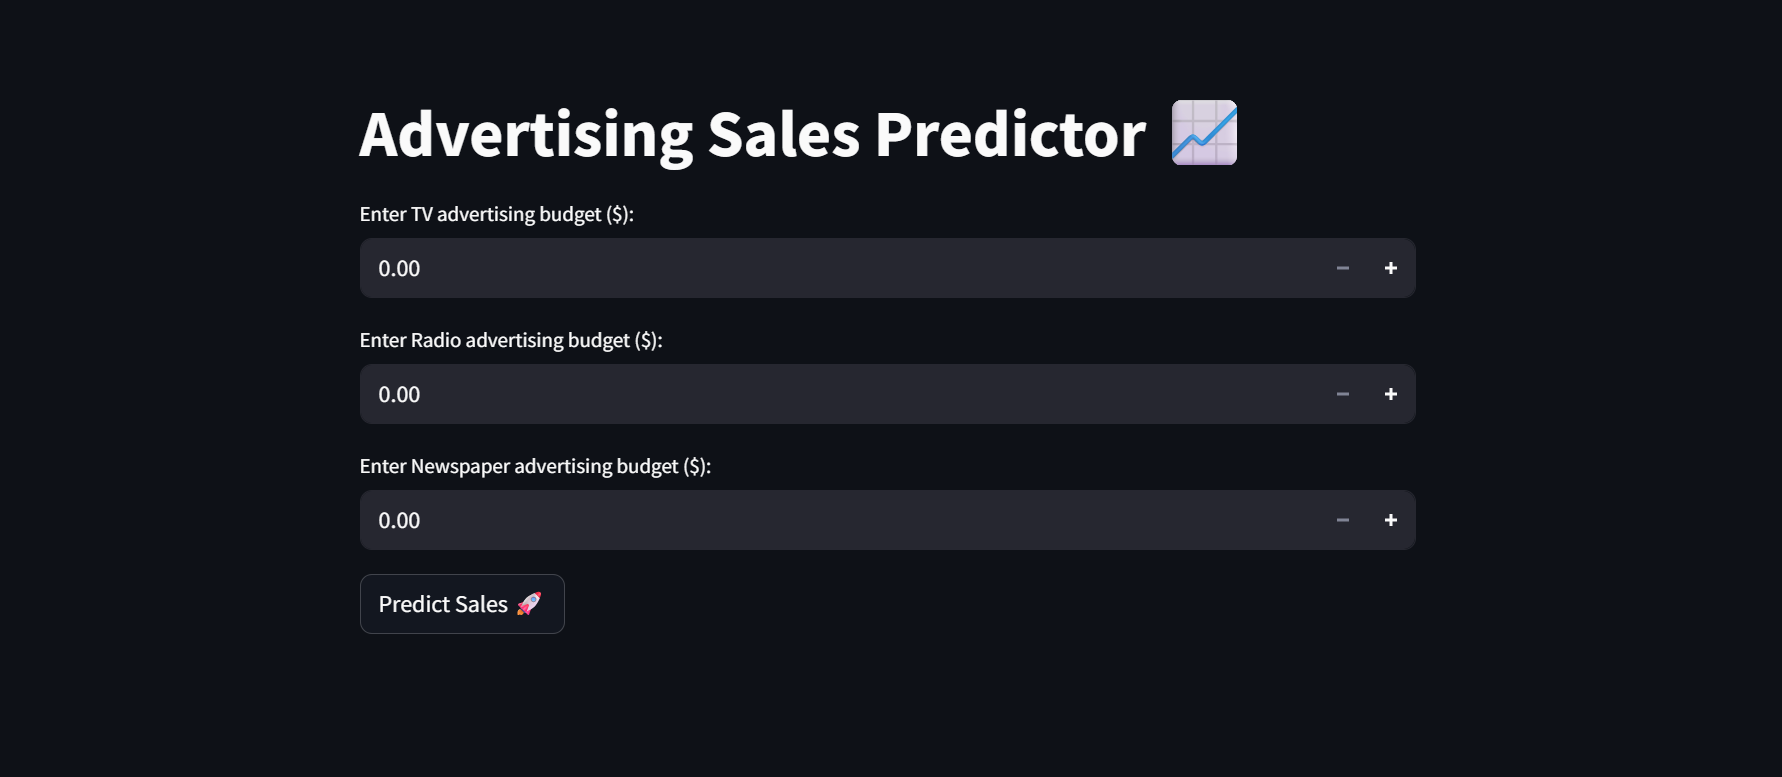 Advertising Sales Predictor
Enter TV advertising budget ($):
0.00
Enter Radio advertising budget ($):
0.00
Enter Newspaper advertising budget ($):
0.00
Predict Sales 🚀